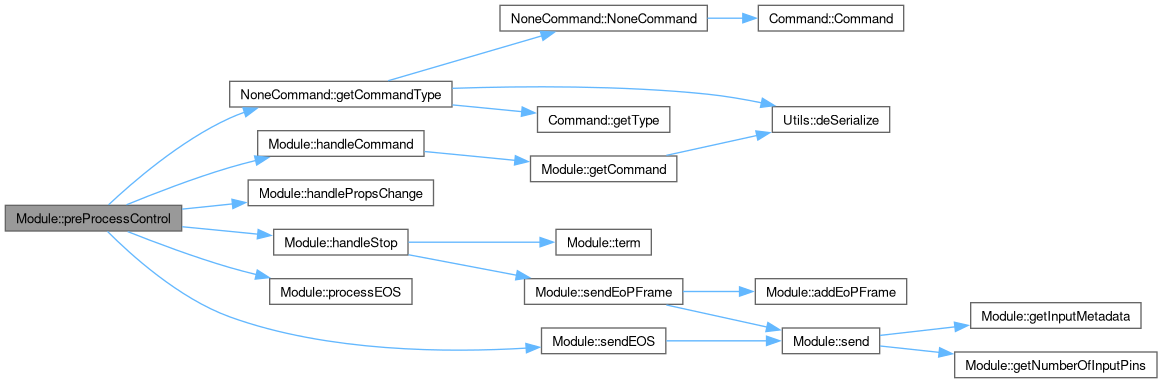 NoneCommand::NoneCommand
Command::Command
NoneCommand::getCommandType
Command::getType
Utils::deSerialize
Module::handleCommand
Module::getCommand
Module::handlePropsChange
Module::preProcessControl
Module::handleStop
Module::term
Module::processEOS
Module::sendEoPFrame
Module::addEoPFrame
Module::getInputMetadata
Module::sendEOS
Module::send
Module::getNumberOfInputPins